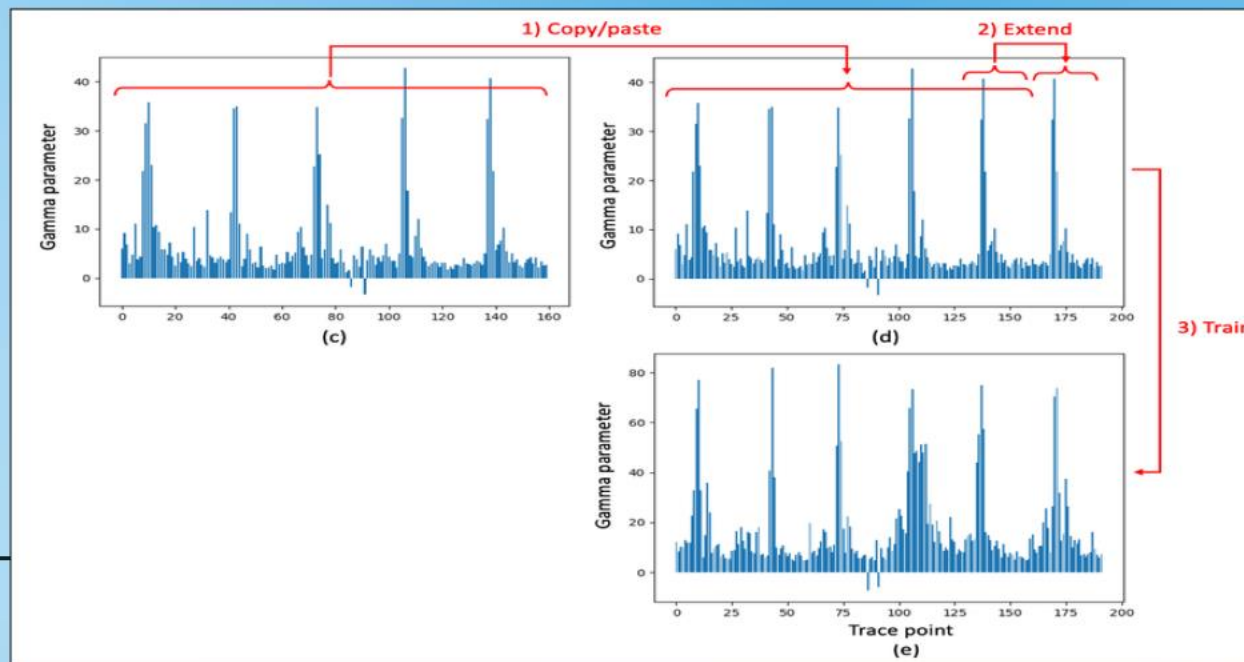 1) Copy/paste
2) Extend
40
30
20
10
0
Gamma parameter
0 20 40 60 80 100 120 140 160
(c)
40
30
20
10
0
Gamma parameter
0 25 50 75 100 125 150 175 200
(d)
3) Train
80
60
40
20
0
Gamma parameter
0 25 50 75 100 125 150 175 200
Trace point
(e)